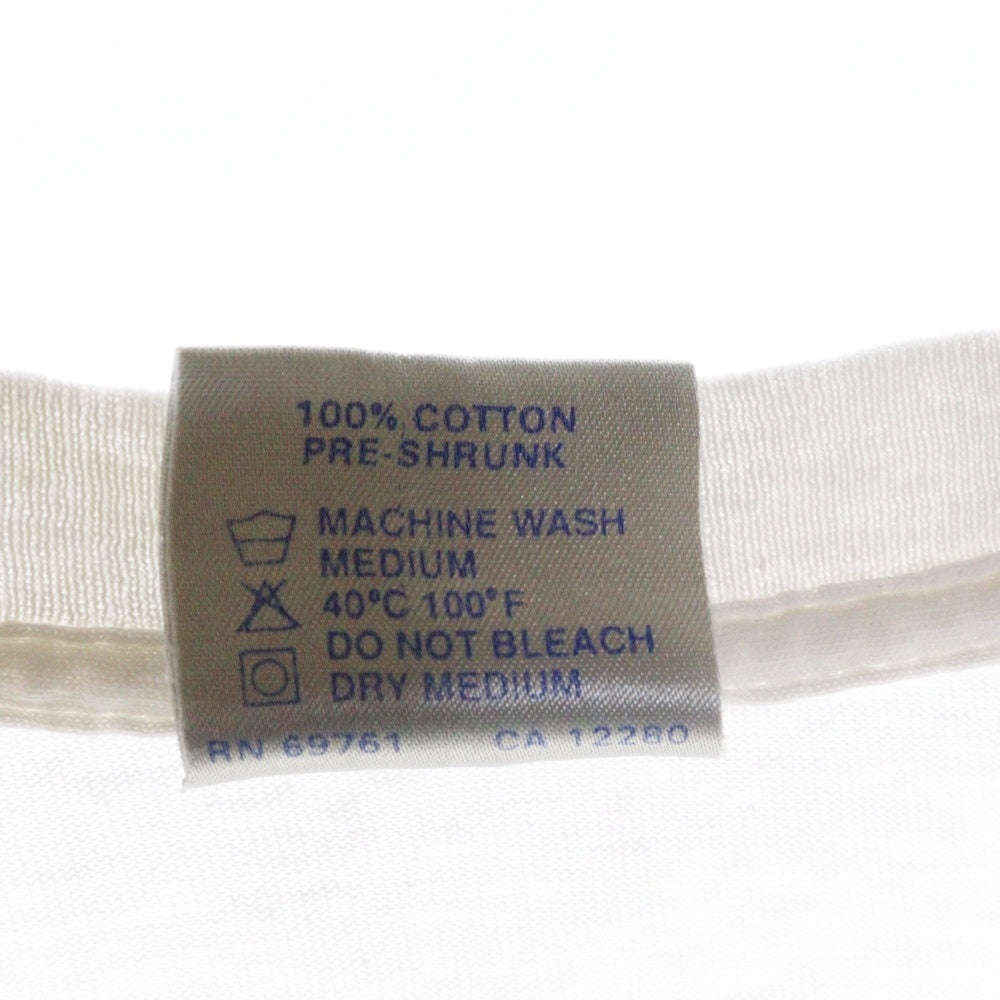 100% COTTON
PRE-SHRUNK
MACHINE WASH
MEDIUM
40°C 100°F
DO NOT BLEACH
DRY MEDIUM
RN 69761 CA 12280